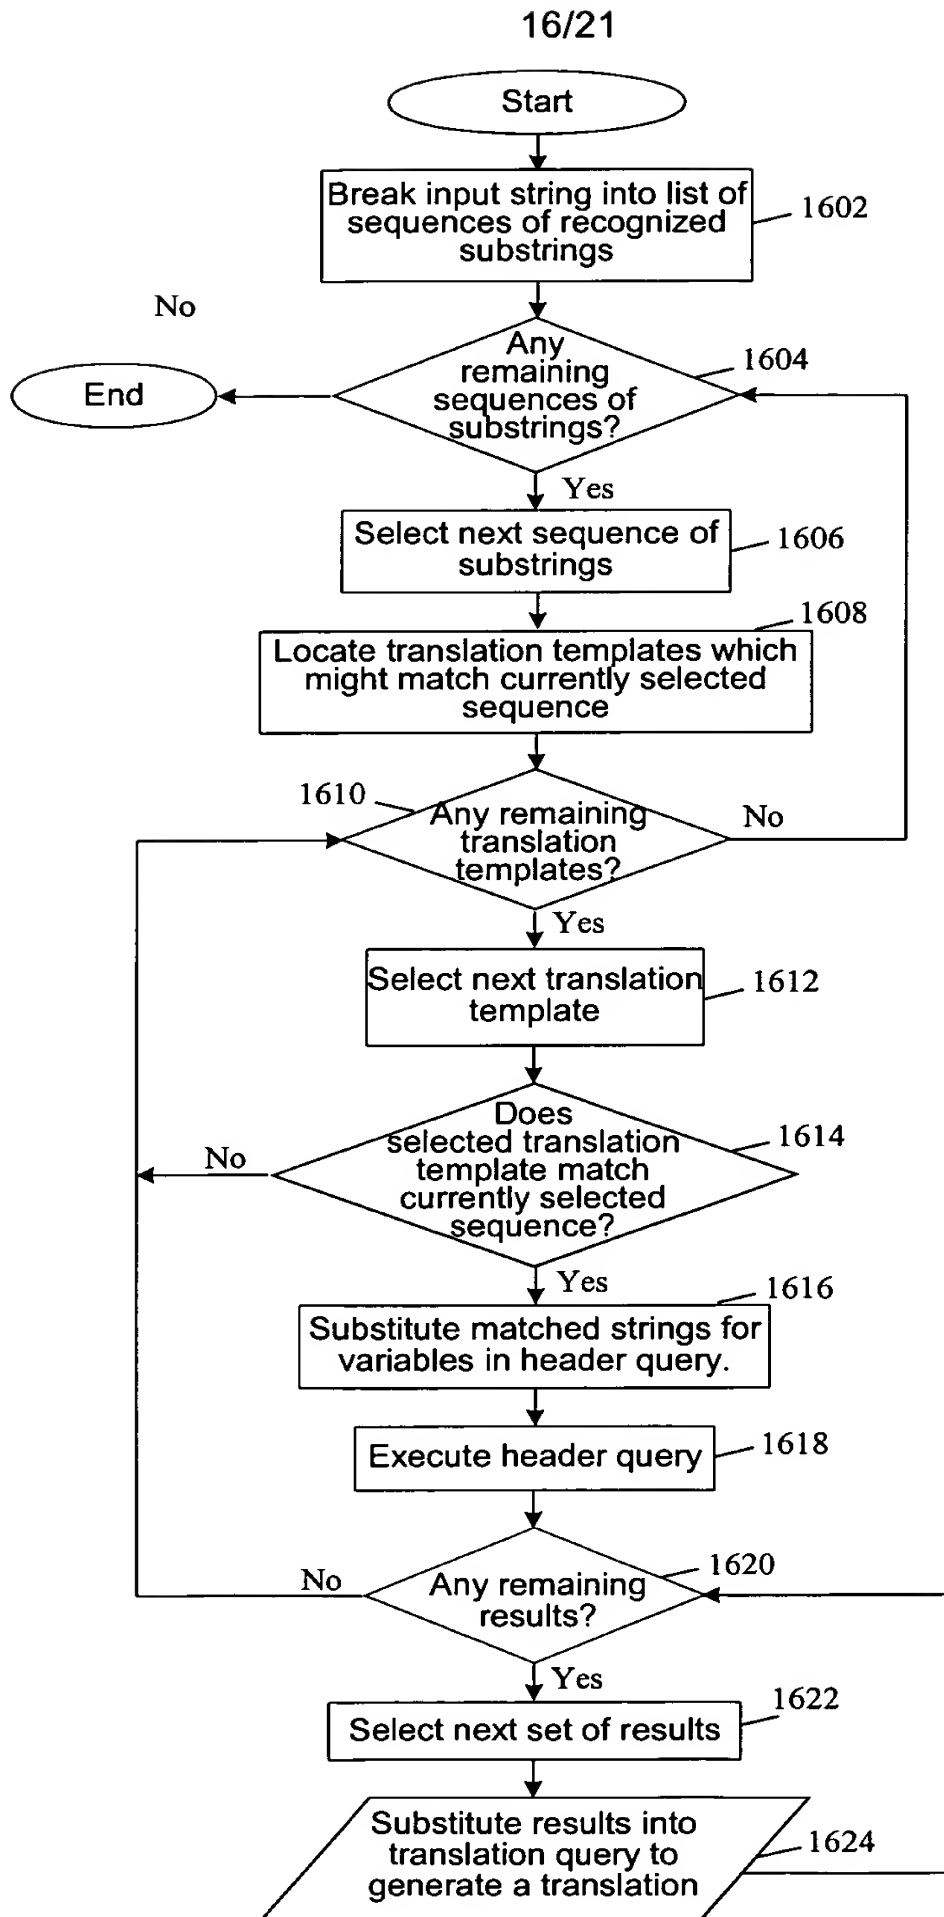 16/21
Start
Break input string into list of
sequences of recognized
substrings
1602
No
Any
remaining
sequences of
substrings?
1604
End
Yes
Select next sequence of
substrings
1606
1608
Locate translation templates which
might match currently selected
sequence
1610
Any remaining
translation
templates?
No
Yes
Select next translation
template
1612
Does
selected translation
template match
currently selected
sequence?
1614
No
Yes
1616
Substitute matched strings for
variables in header query.
Execute header query
1618
Any remaining
results?
1620
No
Yes
Select next set of results
1622
Substitute results into
translation query to
generate a translation
1624